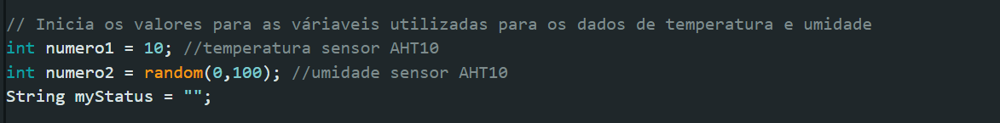 // Inicia os valores para as váriaveis utilizadas para os dados de temperatura e umidade
int numero1 = 10; //temperatura sensor AHT10
int numero2 = random(0,100); //umidade sensor AHT10
String myStatus = "";